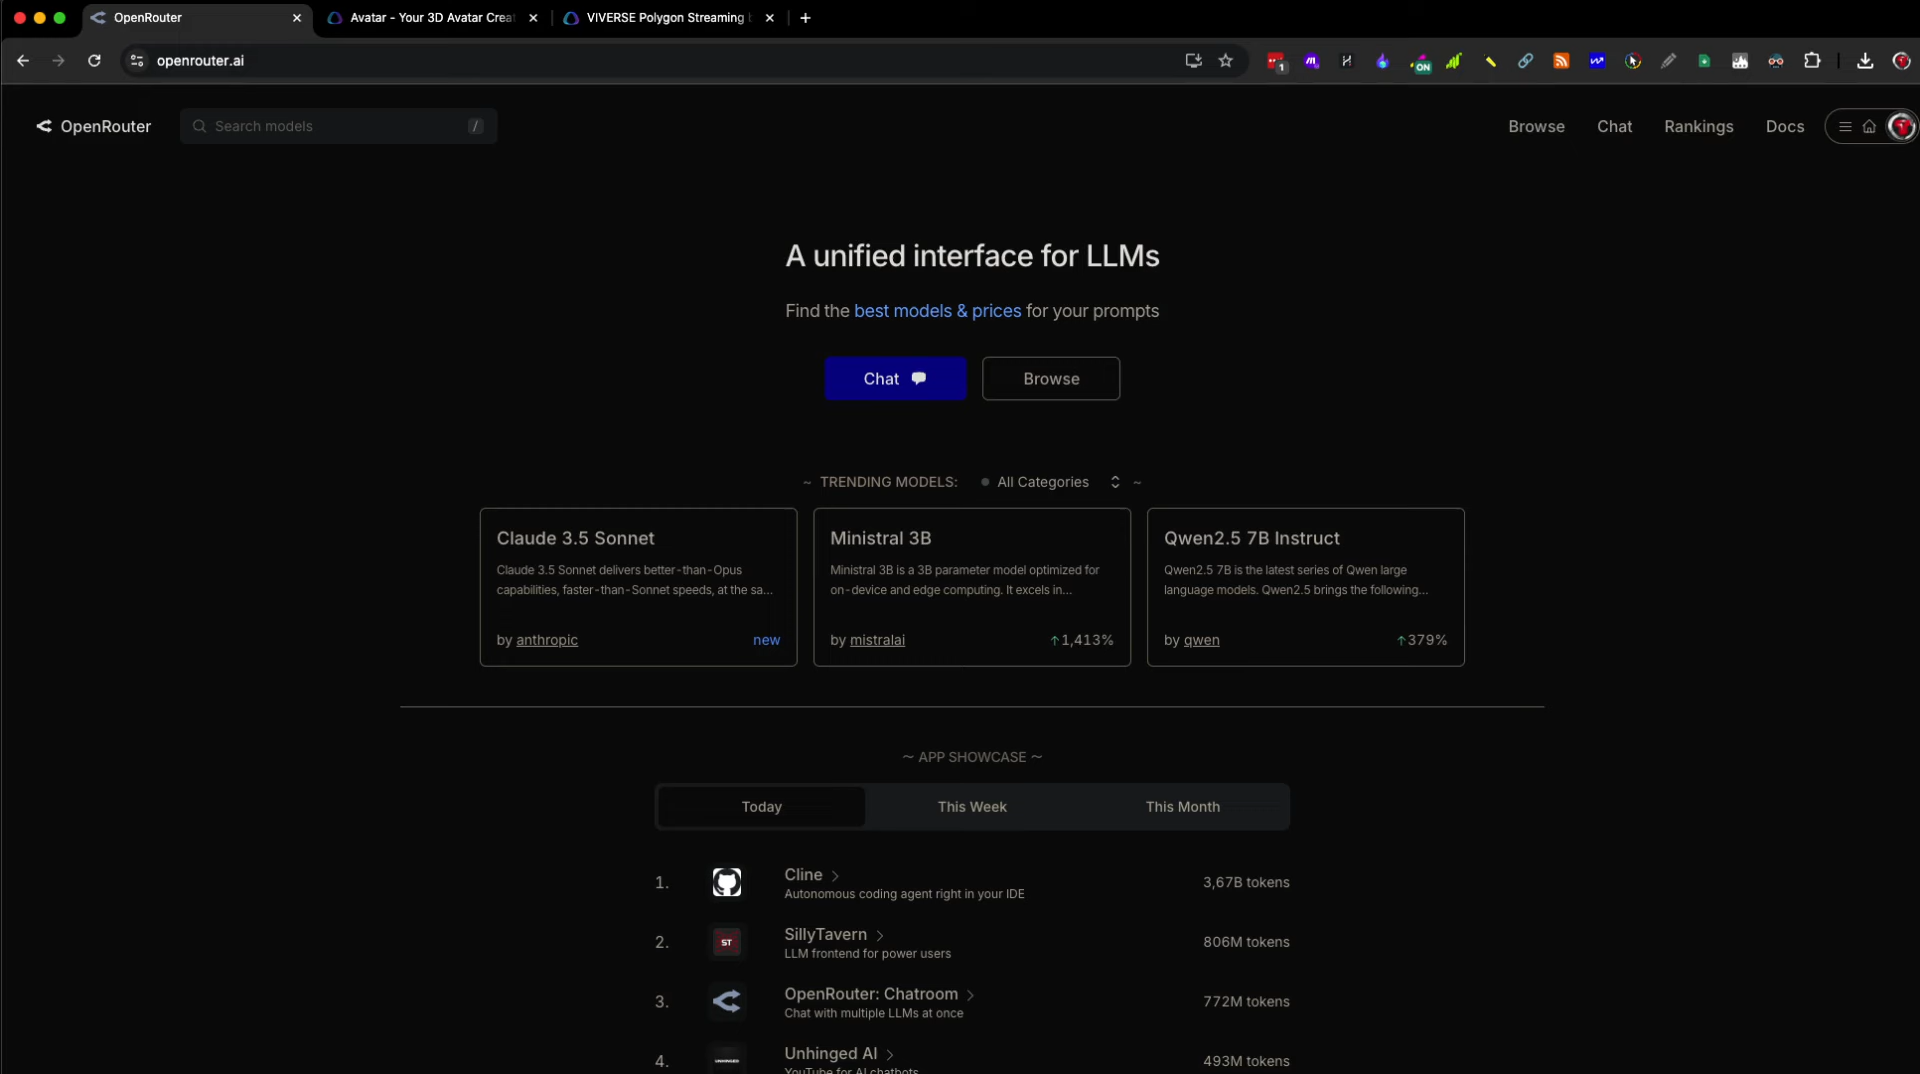 OpenRouter
Avatar - Your 3D Avatar Crea
VIVERSE Polygon Streaming
openrouter.ai
1
ON
OpenRouter
Search models
/
Browse
Chat
Rankings
Docs
A unified interface for LLMs
Find the best models & prices for your prompts
Chat
Browse
~ TRENDING MODELS: All Categories ~
Claude 3.5 Sonnet
Claude 3.5 Sonnet delivers better-than-Opus
capabilities, faster-than-Sonnet speeds, at the sa...
by anthropic
new
Ministral 3B
Ministral 3B is a 3B parameter model optimized for
on-device and edge computing. It excels in...
by mistralai
↑1,413%
Qwen2.5 7B Instruct
Qwen2.5 7B is the latest series of Qwen large
language models. Qwen2.5 brings the following...
by qwen
↑379%
~ APP SHOWCASE ~
Today
This Week
This Month
1.
Cline
Autonomous coding agent right in your IDE
3,67B tokens
2.
ST
SillyTavern
LLM frontend for power users
806M tokens
3.
OpenRouter: Chatroom
Chat with multiple LLMs at once
772M tokens
4.
UNHINGED
Unhinged AI
YouTube for AI chatbots
493M tokens